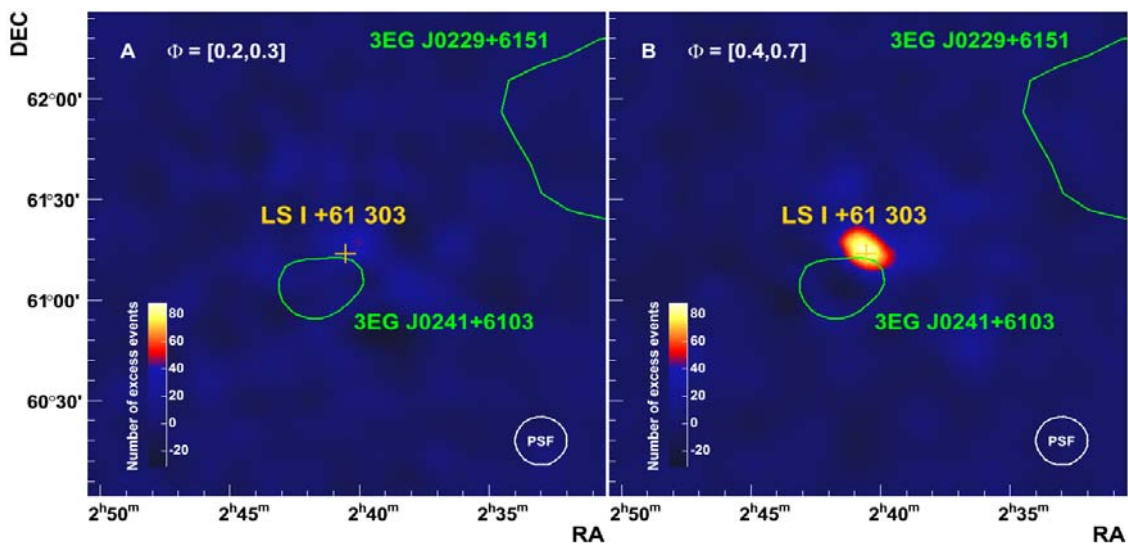 DEC
A Φ = [0.2,0.3]
3EG J0229+6151
B Φ = [0.4,0.7]
3EG J0229+6151
62°00'
61°30'
61°00'
60°30'
LS I +61 303
LS I +61 303
3EG J0241+6103
3EG J0241+6103
Number of excess events
80
60
40
20
0
-20
Number of excess events
80
60
40
20
0
-20
PSF
PSF
2h50m 2h45m 2h40m 2h35m
2h50m 2h45m 2h40m 2h35m
RA
RA